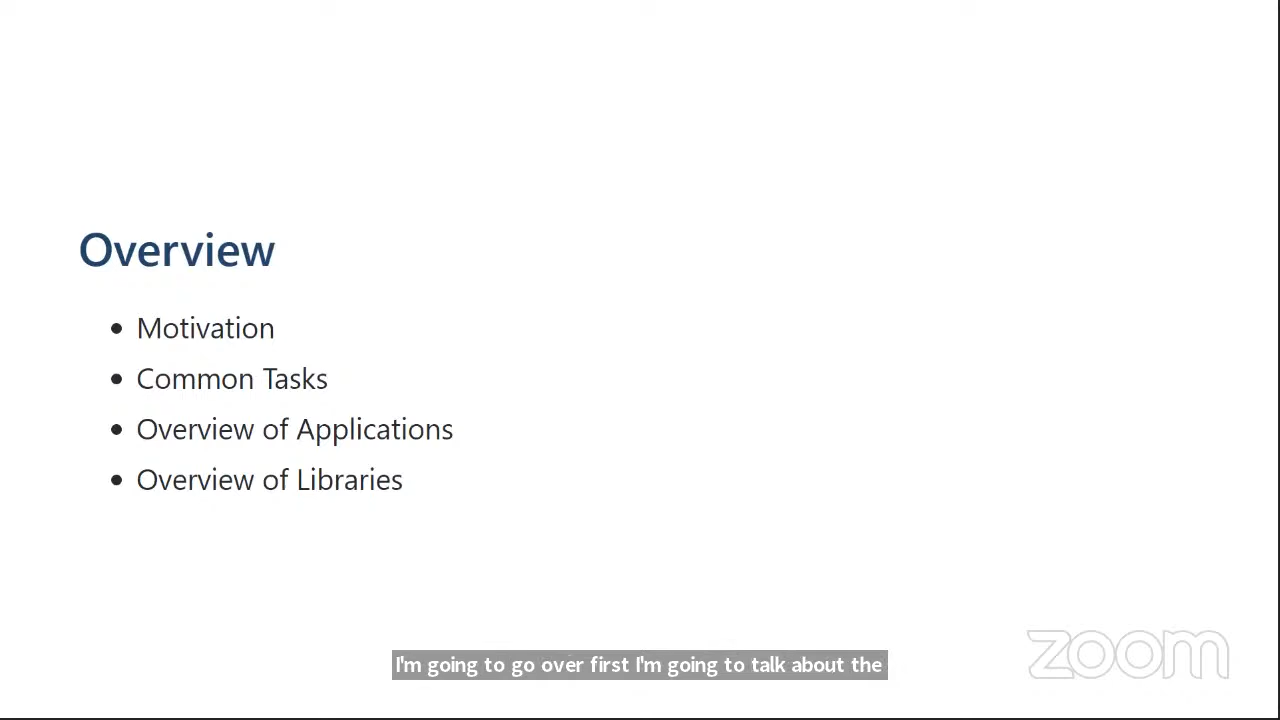 Overview
Motivation
Common Tasks
Overview of Applications
Overview of Libraries
I'm going to go over first I'm going to talk about the
zoom